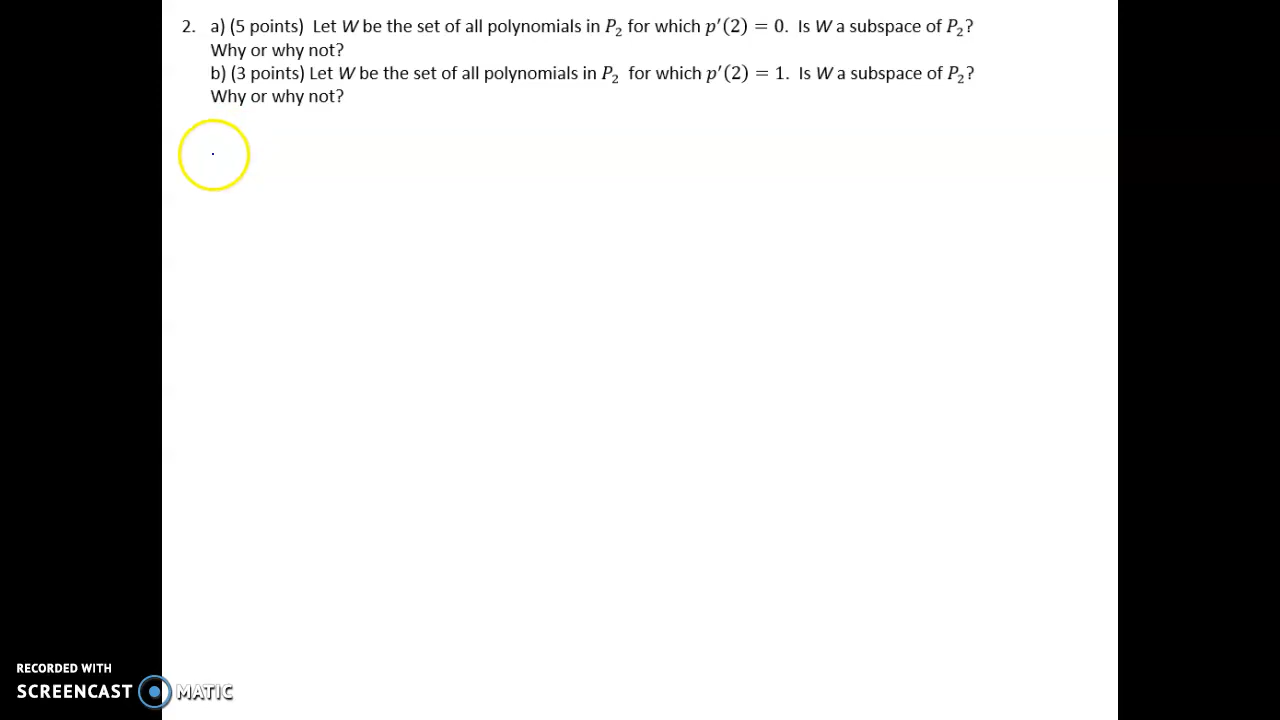 2. a) (5 points) Let W be the set of all polynomials in P₂ for which p′(2) = 0. Is W a subspace of P₂?
Why or why not?
b) (3 points) Let W be the set of all polynomials in P₂ for which p′(2) = 1. Is W a subspace of P₂?
Why or why not?
RECORDED WITH
SCREENCAST MATIC